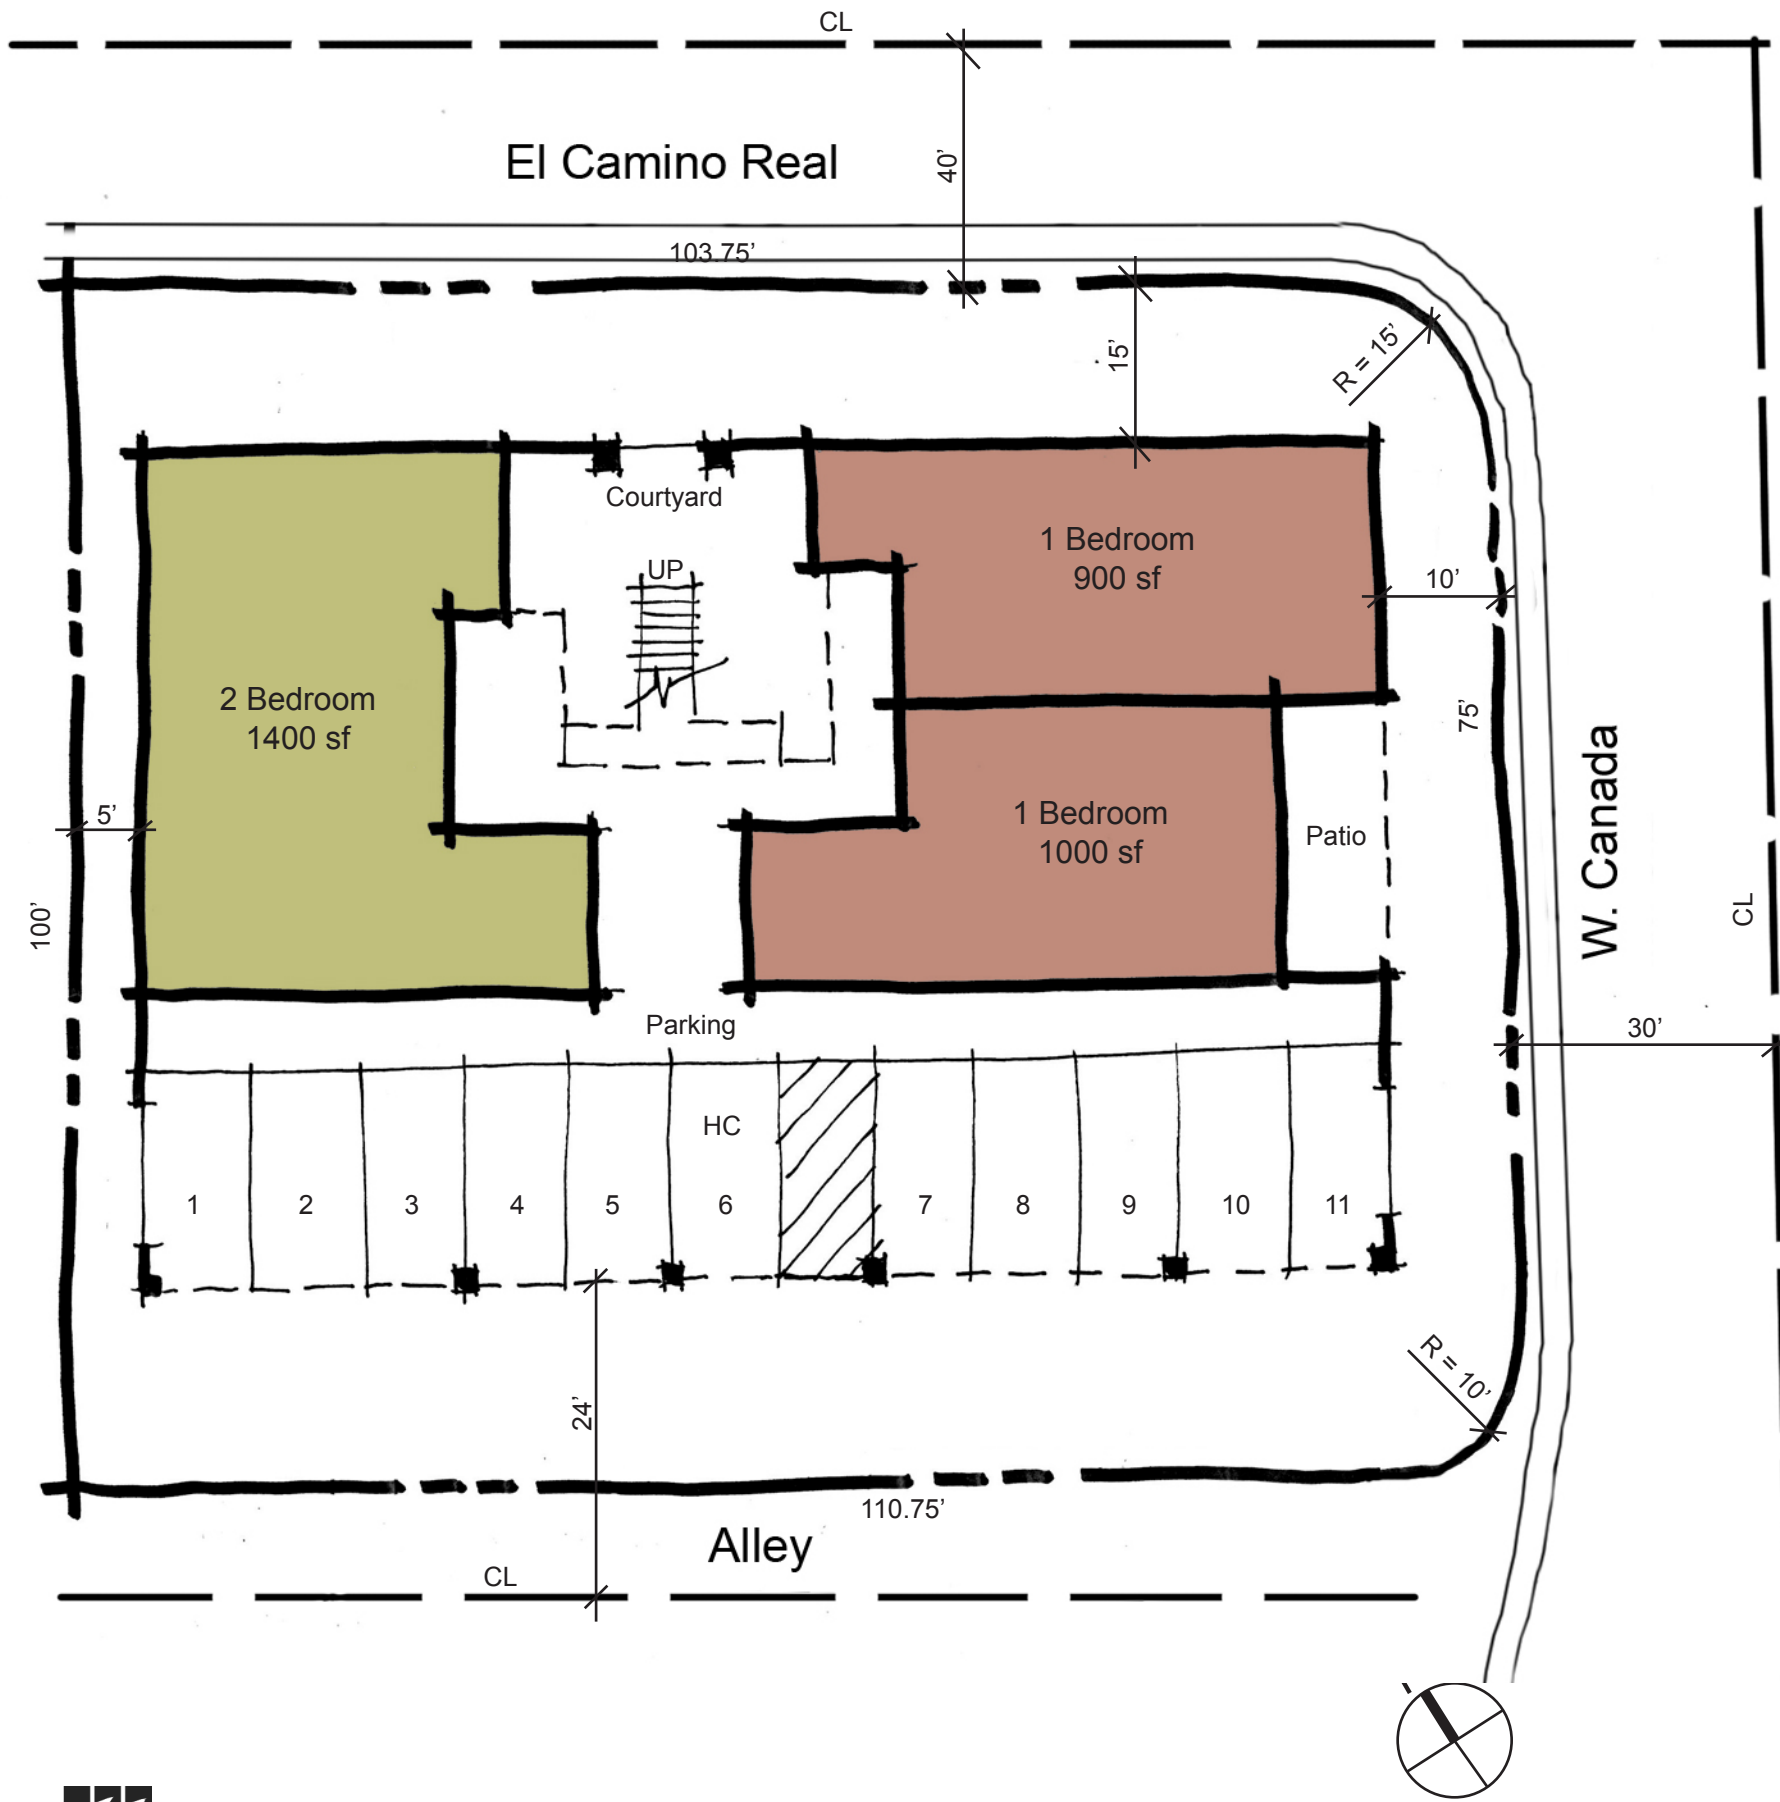 CL
El Camino Real
40’
103.75’
R = 15’
15’
Courtyard
1 Bedroom
900 sf
UP
10’
2 Bedroom
1400 sf
75’
W. Canada
5’
1 Bedroom
1000 sf
Patio
100’
CL
Parking
30’
HC
1
2
3
4
5
6
7
8
9
10
11
R = 10’
24’
110.75’
Alley
CL